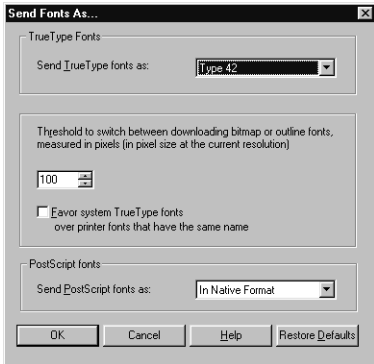 Send Fonts As...
TrueType Fonts
Send TrueType fonts as: Type 42
Threshold to switch between downloading bitmap or outline fonts,
measured in pixels (in pixel size at the current resolution)
100
Favor system TrueType fonts
over printer fonts that have the same name
PostScript fonts
Send PostScript fonts as: In Native Format
OK Cancel Help Restore Defaults